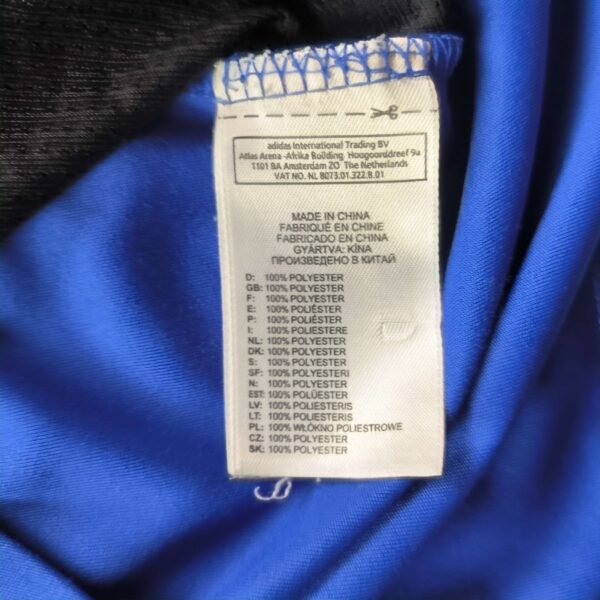 adidas International Trading BV
Atlas Arena -Afrika Building Hoogoorddreef 9a
1101 BA Amsterdam ZO The Netherlands
VAT NO. NL 8073.01.322.B.01
MADE IN CHINA
FABRIQUÉ EN CHINE
FABRICADO EN CHINA
GYÁRTVA: KÍNA
ПРОИЗВЕДЕНО В КИТАЙ
D: 100% POLYESTER
GB: 100% POLYESTER
F: 100% POLYESTER
E: 100% POLIÉSTER
P: 100% POLIÉSTER
I: 100% POLIESTERE
NL: 100% POLYESTER
DK: 100% POLYESTER
S: 100% POLYESTER
SF: 100% POLYESTERI
N: 100% POLYESTER
EST: 100% POLÜESTER
LV: 100% POLIESTERIS
LT: 100% POLIESTERIS
PL: 100% WŁÓKNO POLIESTROWE
CZ: 100% POLYESTER
SK: 100% POLYESTER